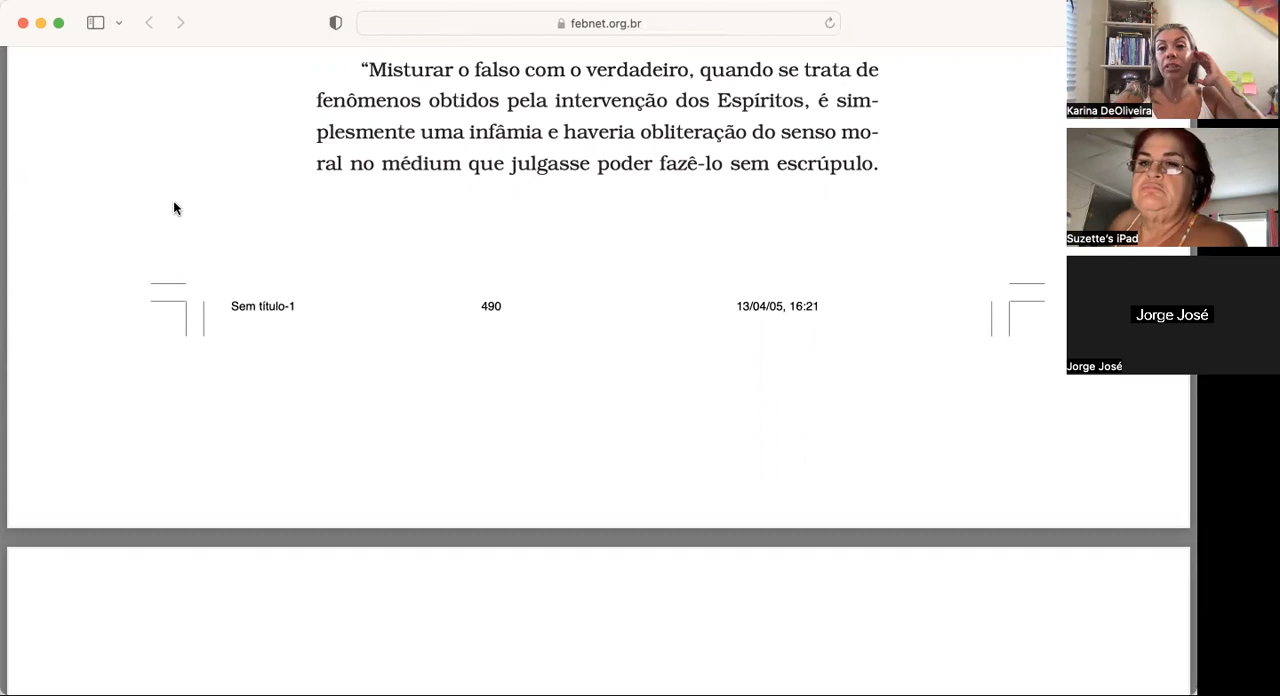 febnet.org.br
“Misturar o falso com o verdadeiro, quando se trata de
fenômenos obtidos pela intervenção dos Espíritos, é sim-
plesmente uma infâmia e haveria obliteração do senso mo-
ral no médium que julgasse poder fazê-lo sem escrúpulo.
Sem título-1 490 13/04/05, 16:21
Karina DeOliveira
Suzette’s iPad
Jorge José
Jorge José